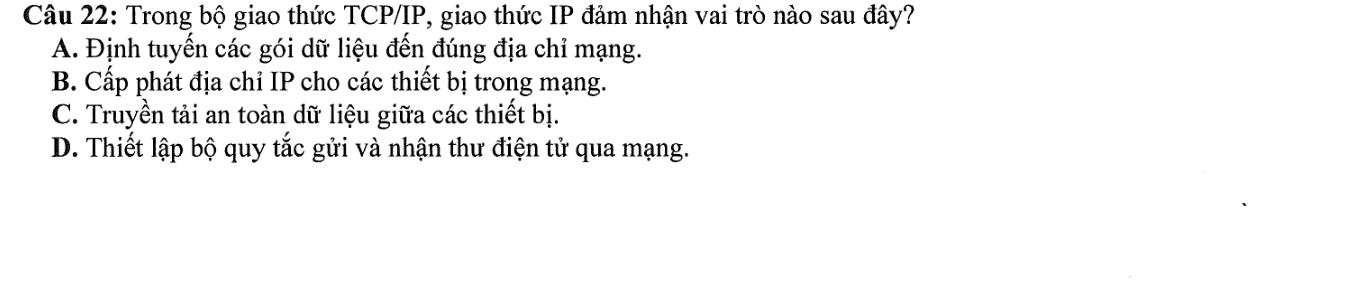 Câu 22: Trong bộ giao thức TCP/IP, giao thức IP đảm nhận vai trò nào sau đây?
A. Định tuyến các gói dữ liệu đến đúng địa chỉ mạng.
B. Cấp phát địa chỉ IP cho các thiết bị trong mạng.
C. Truyền tải an toàn dữ liệu giữa các thiết bị.
D. Thiết lập bộ quy tắc gửi và nhận thư điện tử qua mạng.